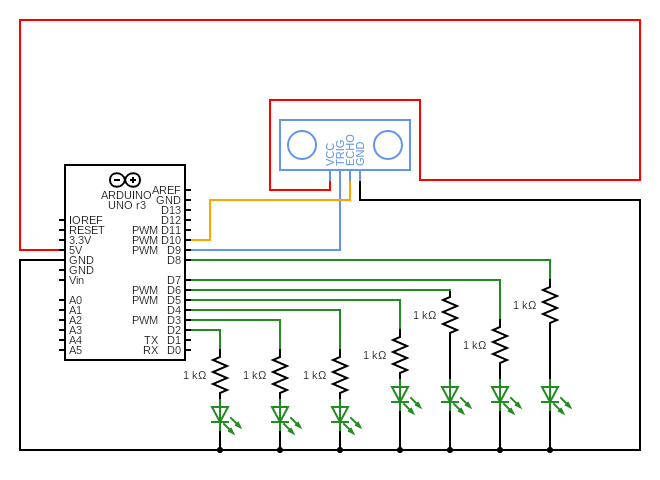 VCC
TRIG
ECHO
GND
ARDUINO
UNO r3
AREF
GND
D13
IOREF D12
RESET PWM D11
3.3V PWM D10
5V PWM D9
GND D8
GND
Vin D7
PWM D6
A0 PWM D5
A1 D4
A2 PWM D3
A3 D2
A4 TX D1
A5 RX D0
1 kΩ
1 kΩ
1 kΩ
1 kΩ
1 kΩ
1 kΩ
1 kΩ